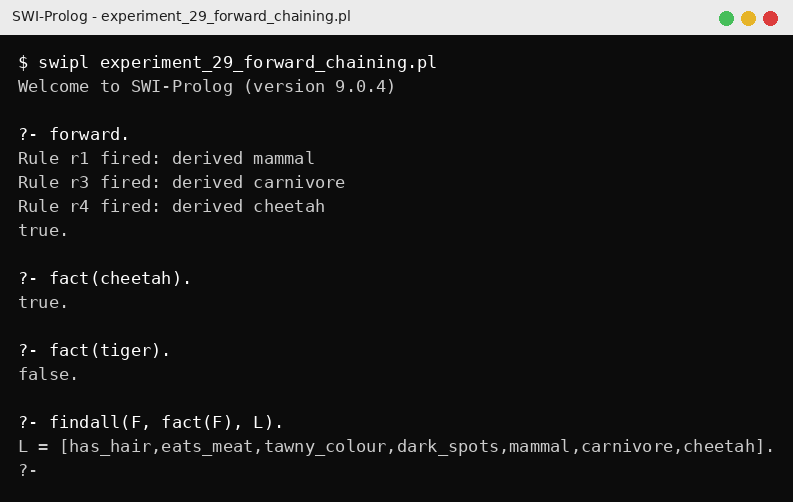 SWI-Prolog - experiment_29_forward_chaining.pl
$ swipl experiment_29_forward_chaining.pl
Welcome to SWI-Prolog (version 9.0.4)
?- forward.
Rule r1 fired: derived mammal
Rule r3 fired: derived carnivore
Rule r4 fired: derived cheetah
true.
?- fact(cheetah).
true.
?- fact(tiger).
false.
?- findall(F, fact(F), L).
L = [has_hair,eats_meat,tawny_colour,dark_spots,mammal,carnivore,cheetah].
?-